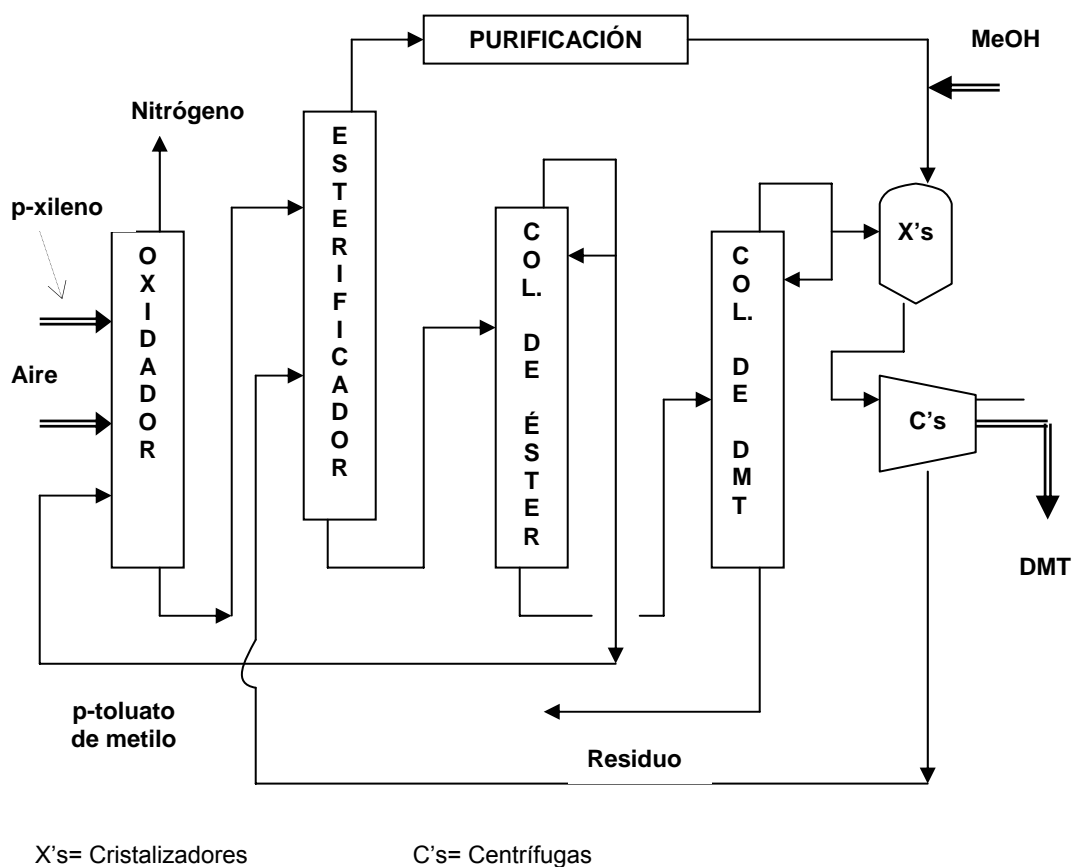 PURIFICACIÓN
MeOH
Nitrógeno
p-xileno
Aire
OXIDADOR
ESTERIFICADOR
COL. DE ÉSTER
COL. DE DMT
X's
C's
DMT
p-toluato
de metilo
Residuo
X's= Cristalizadores
C's= Centrífugas